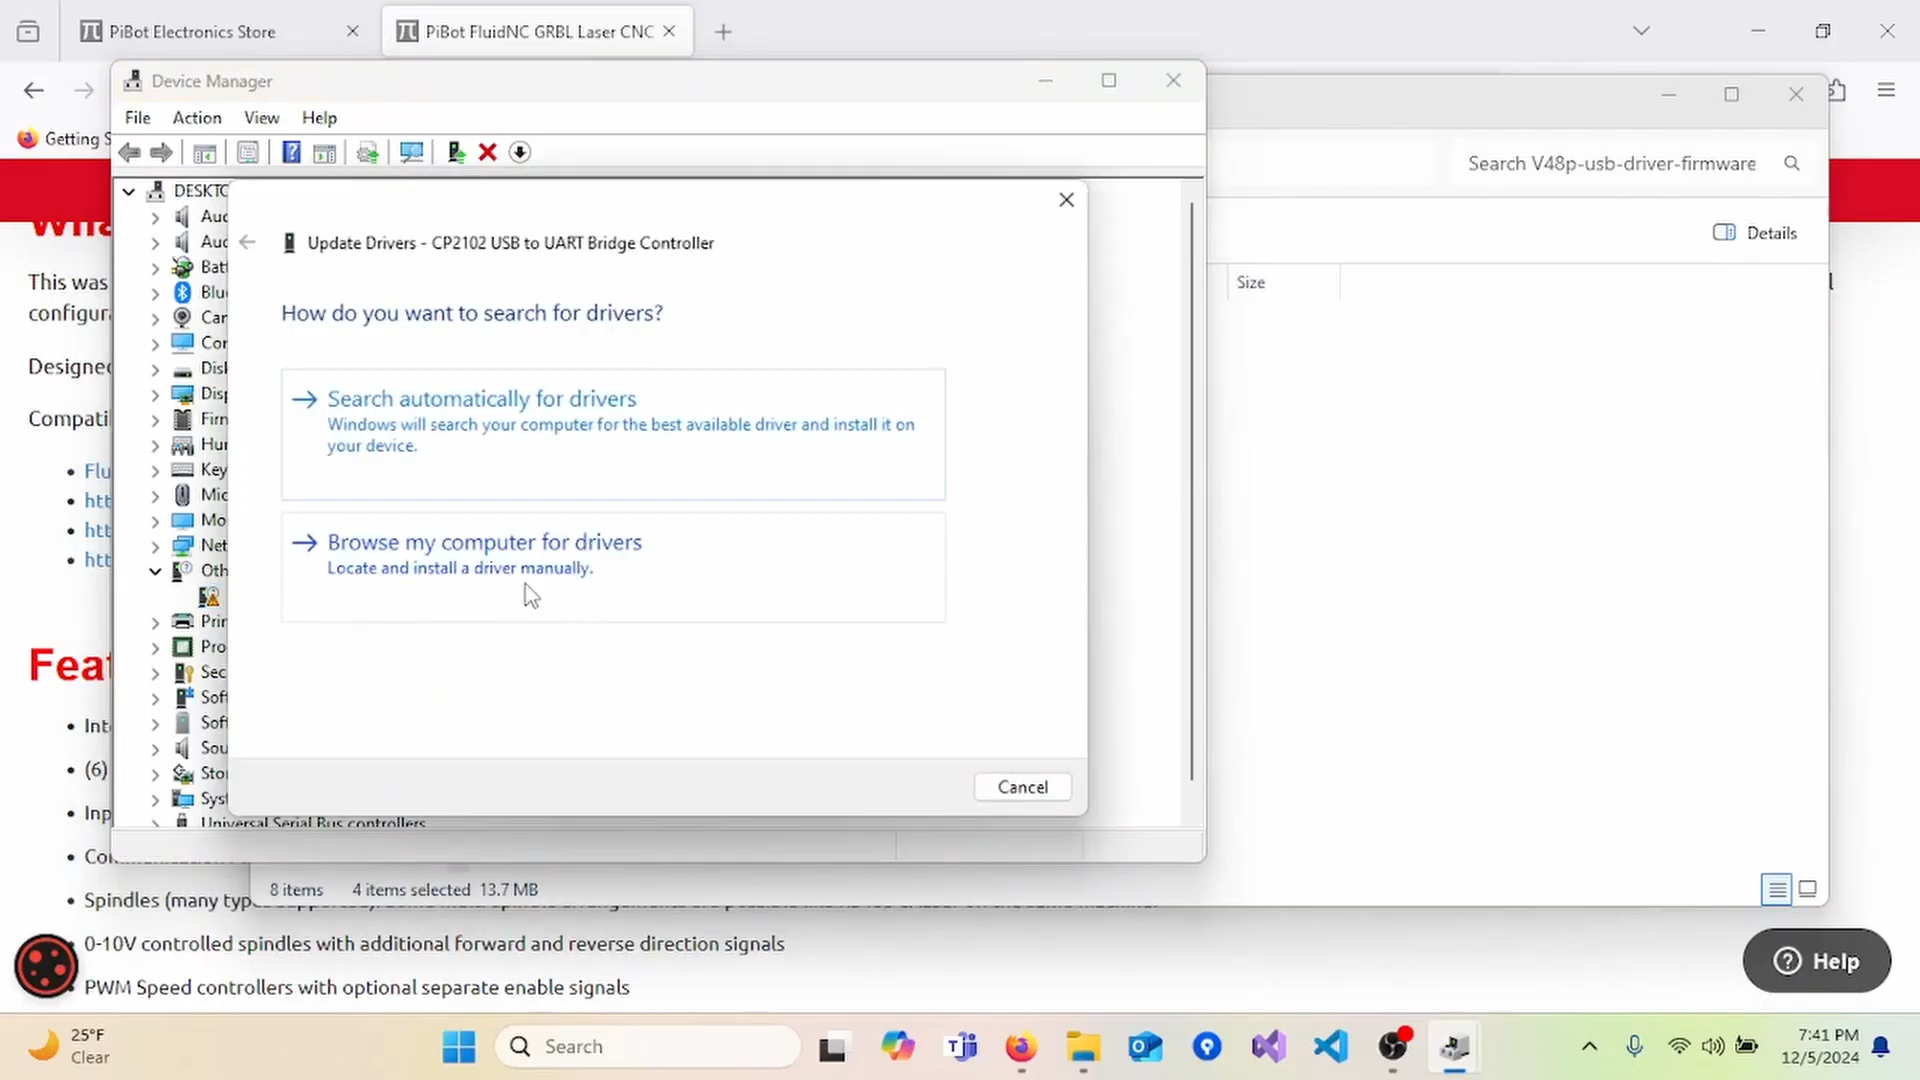 PiBot Electronics Store
PiBot FluidNC GRBL Laser CNC
Device Manager
File Action View Help
Getting S
Search V48p-usb-driver-firmware
DESKTO
Wha
Auc
Update Drivers - CP2102 USB to UART Bridge Controller
Details
Auc
Batt
This was
Size
Blu
configura
How do you want to search for drivers?
Car
Cor
Designed
Disk
Disp
Search automatically for drivers
Windows will search your computer for the best available driver and install it on
your device.
Compati
Firn
Hur
Flu
Key
Mic
htt
Mo
htt
Browse my computer for drivers
Locate and install a driver manually.
Net
htt
Oth
Prir
Pro
Feat
Sec
Soft
Int
Soft
Sou
(6)
Stor
Cancel
Syst
Inp
Universal Serial Bus controllers
Co
8 items 4 items selected 13.7 MB
Spindles (many typ
0-10V controlled spindles with additional forward and reverse direction signals
Help
PWM Speed controllers with optional separate enable signals
25°F
Clear
Search
7:41 PM
12/5/2024